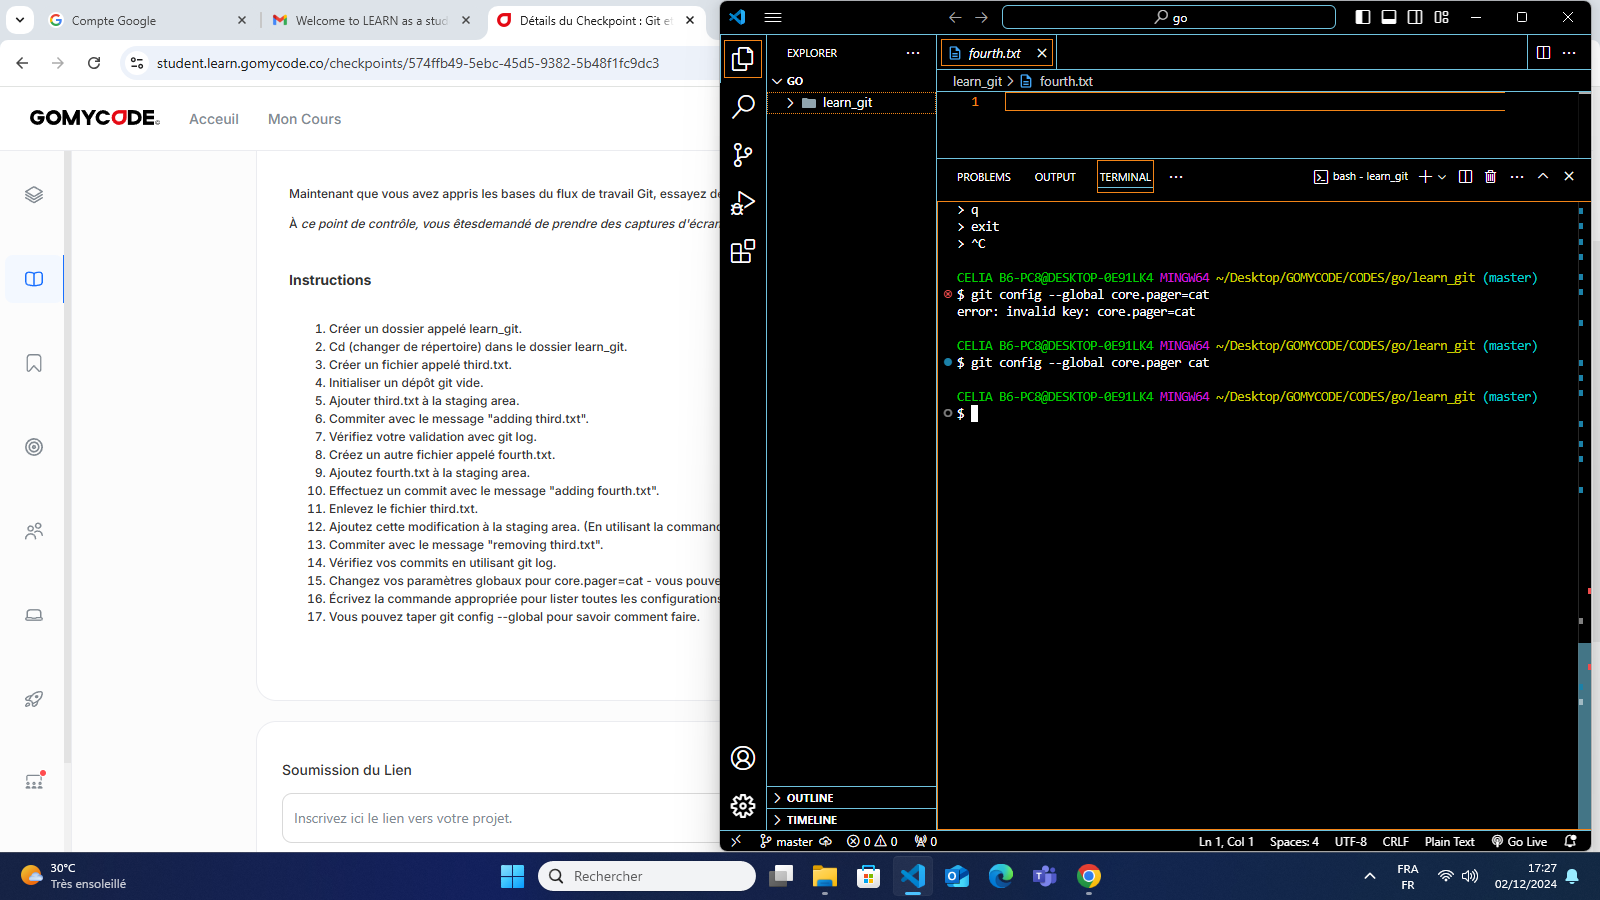 Compte Google
Welcome to LEARN as a stud
Détails du Checkpoint : Git et
student.learn.gomycode.co/checkpoints/574ffb49-5ebc-45d5-9382-5b48f1fc9dc3
GOMYCODE
Acceuil
Mon Cours
Maintenant que vous avez appris les bases du flux de travail Git, essayez de
À ce point de contrôle, vous êtesdemandé de prendre des captures d'écran
Instructions
1. Créer un dossier appelé learn_git.
2. Cd (changer de répertoire) dans le dossier learn_git.
3. Créer un fichier appelé third.txt.
4. Initialiser un dépôt git vide.
5. Ajouter third.txt à la staging area.
6. Commiter avec le message "adding third.txt".
7. Vérifiez votre validation avec git log.
8. Créez un autre fichier appelé fourth.txt.
9. Ajoutez fourth.txt à la staging area.
10. Effectuez un commit avec le message "adding fourth.txt".
11. Enlevez le fichier third.txt.
12. Ajoutez cette modification à la staging area. (En utilisant la comman
13. Commiter avec le message "removing third.txt".
14. Vérifiez vos commits en utilisant git log.
15. Changez vos paramètres globaux pour core.pager=cat - vous pouve
16. Écrivez la commande appropriée pour lister toutes les configurations
17. Vous pouvez taper git config --global pour savoir comment faire.
Soumission du Lien
Inscrivez ici le lien vers votre projet.
go
EXPLORER
GO
learn_git
OUTLINE
TIMELINE
fourth.txt
learn_git > fourth.txt
1
PROBLEMS
OUTPUT
TERMINAL
bash - learn_git
> q
> exit
> ^C
CELIA B6-PC8@DESKTOP-0E91LK4 MINGW64 ~/Desktop/GOMYCODE/CODES/go/learn_git (master)
$ git config --global core.pager=cat
error: invalid key: core.pager=cat
CELIA B6-PC8@DESKTOP-0E91LK4 MINGW64 ~/Desktop/GOMYCODE/CODES/go/learn_git (master)
$ git config --global core.pager cat
CELIA B6-PC8@DESKTOP-0E91LK4 MINGW64 ~/Desktop/GOMYCODE/CODES/go/learn_git (master)
$
master
0
0
0
Ln 1, Col 1
Spaces: 4
UTF-8
CRLF
Plain Text
Go Live
30°C
Très ensoleillé
Rechercher
FRA
FR
17:27
02/12/2024